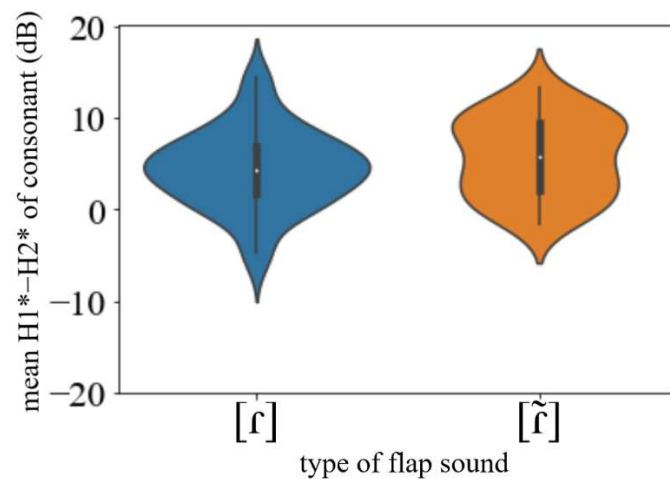 mean H1*−H2* of consonant (dB)
20
10
0
−10
−20
[ɾ]
[ɾ̃]
type of flap sound